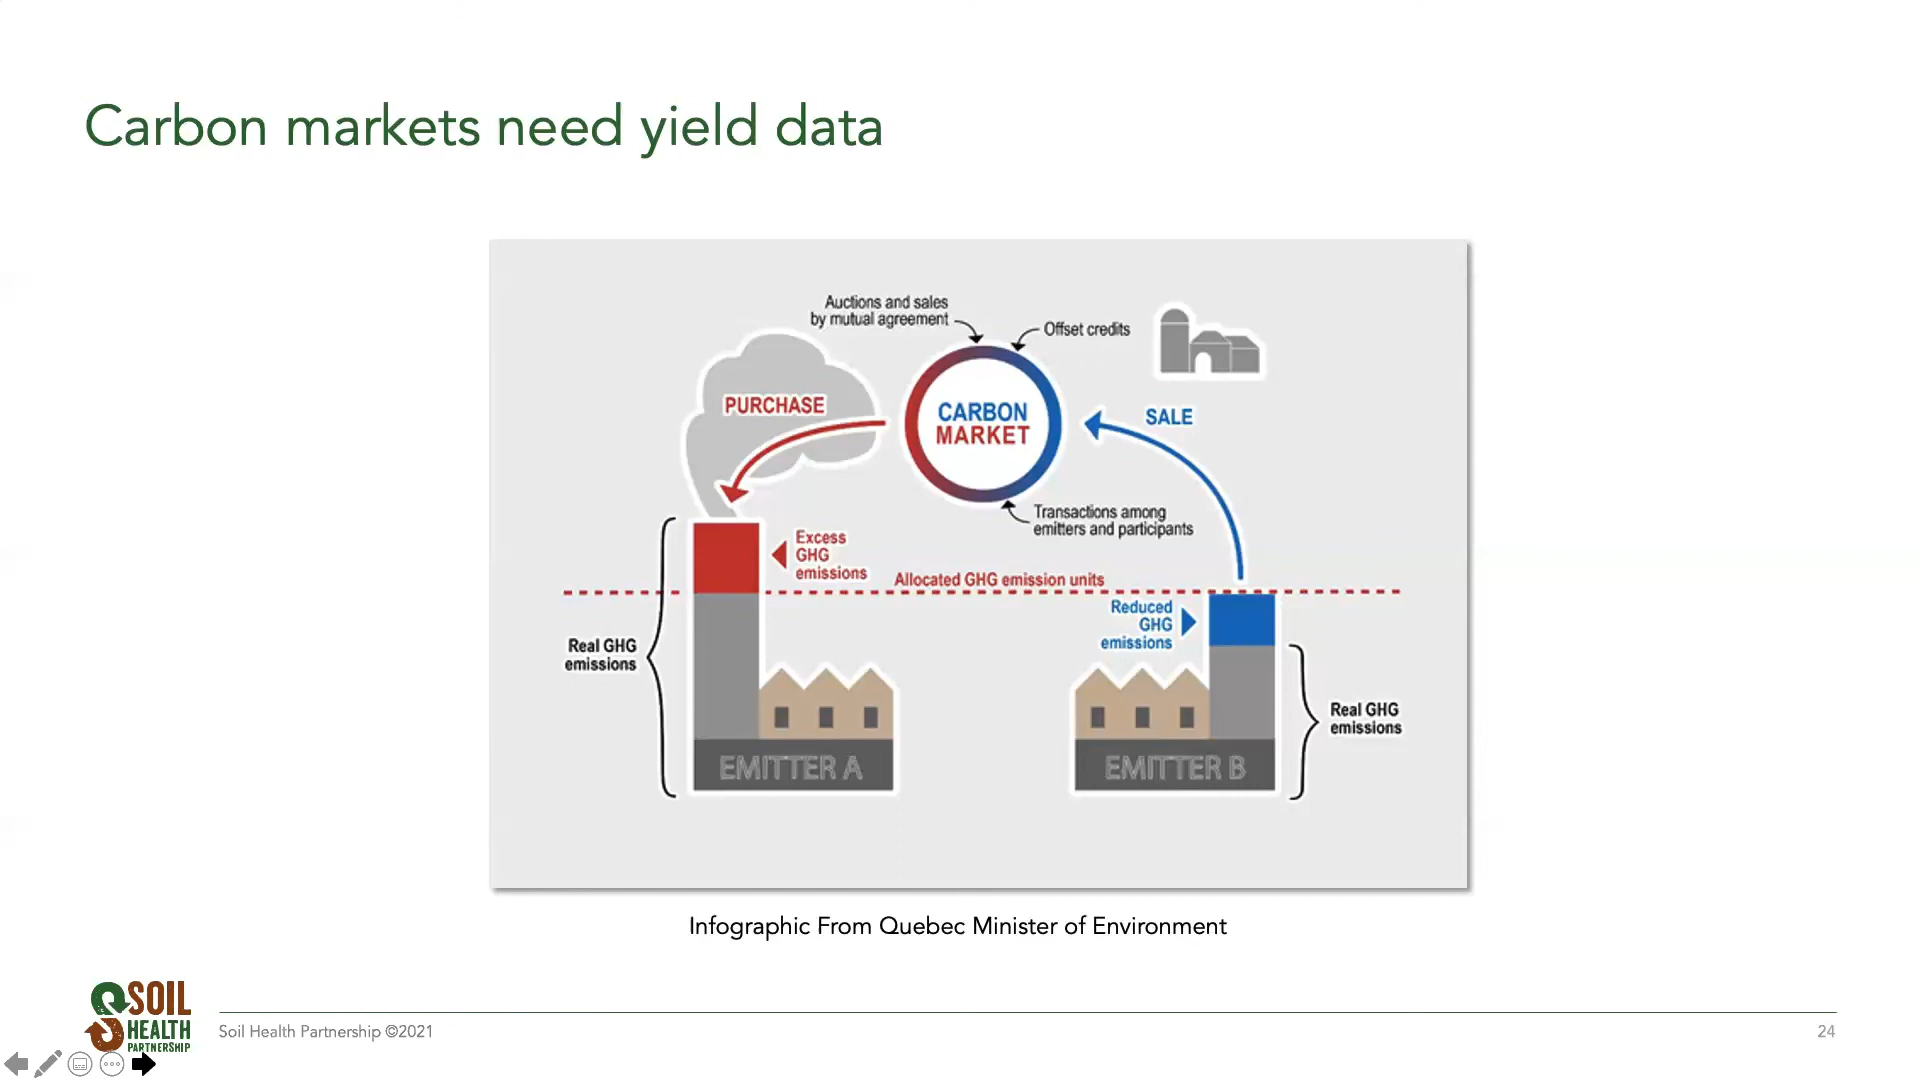 Carbon markets need yield data
Auctions and sales
by mutual agreement
Offset credits
PURCHASE
CARBON
MARKET
SALE
Transactions among
emitters and participants
Excess
GHG
emissions
Allocated GHG emission units
Reduced
GHG
emissions
Real GHG
emissions
Real GHG
emissions
EMITTER A
EMITTER B
Infographic From Quebec Minister of Environment
SOIL
HEALTH
PARTNERSHIP
Soil Health Partnership ©2021
24